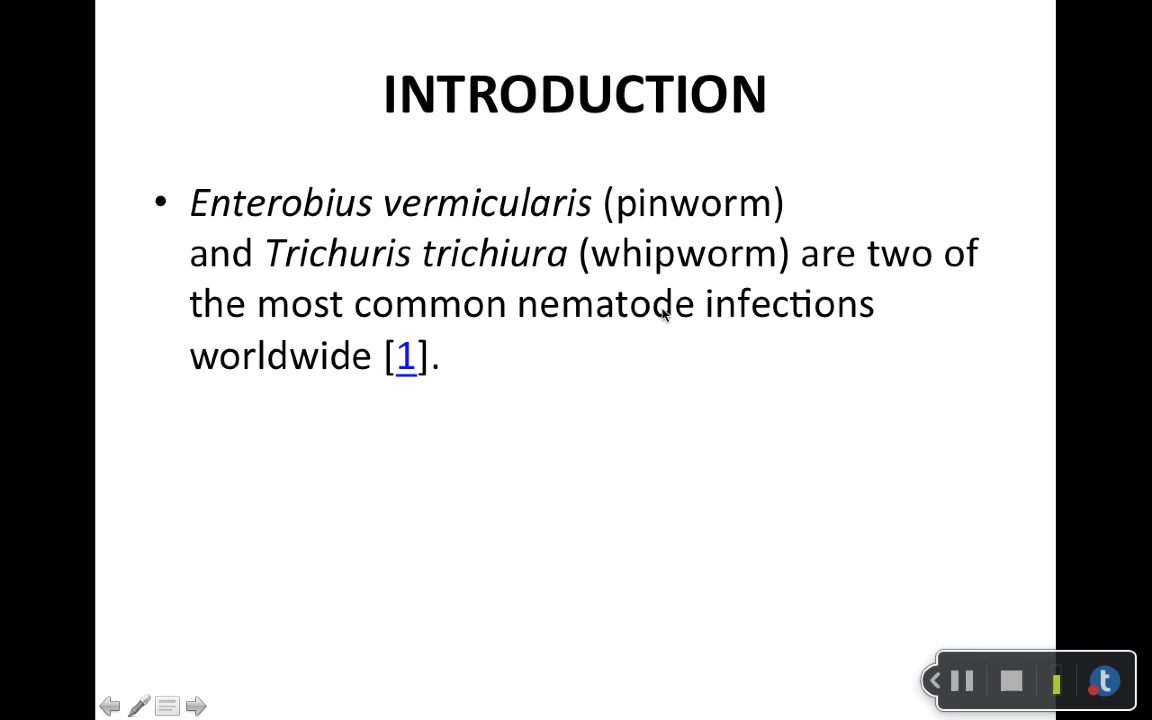 INTRODUCTION
• Enterobius vermicularis (pinworm)
and Trichuris trichiura (whipworm) are two of
the most common nematode infections
worldwide [1].
t